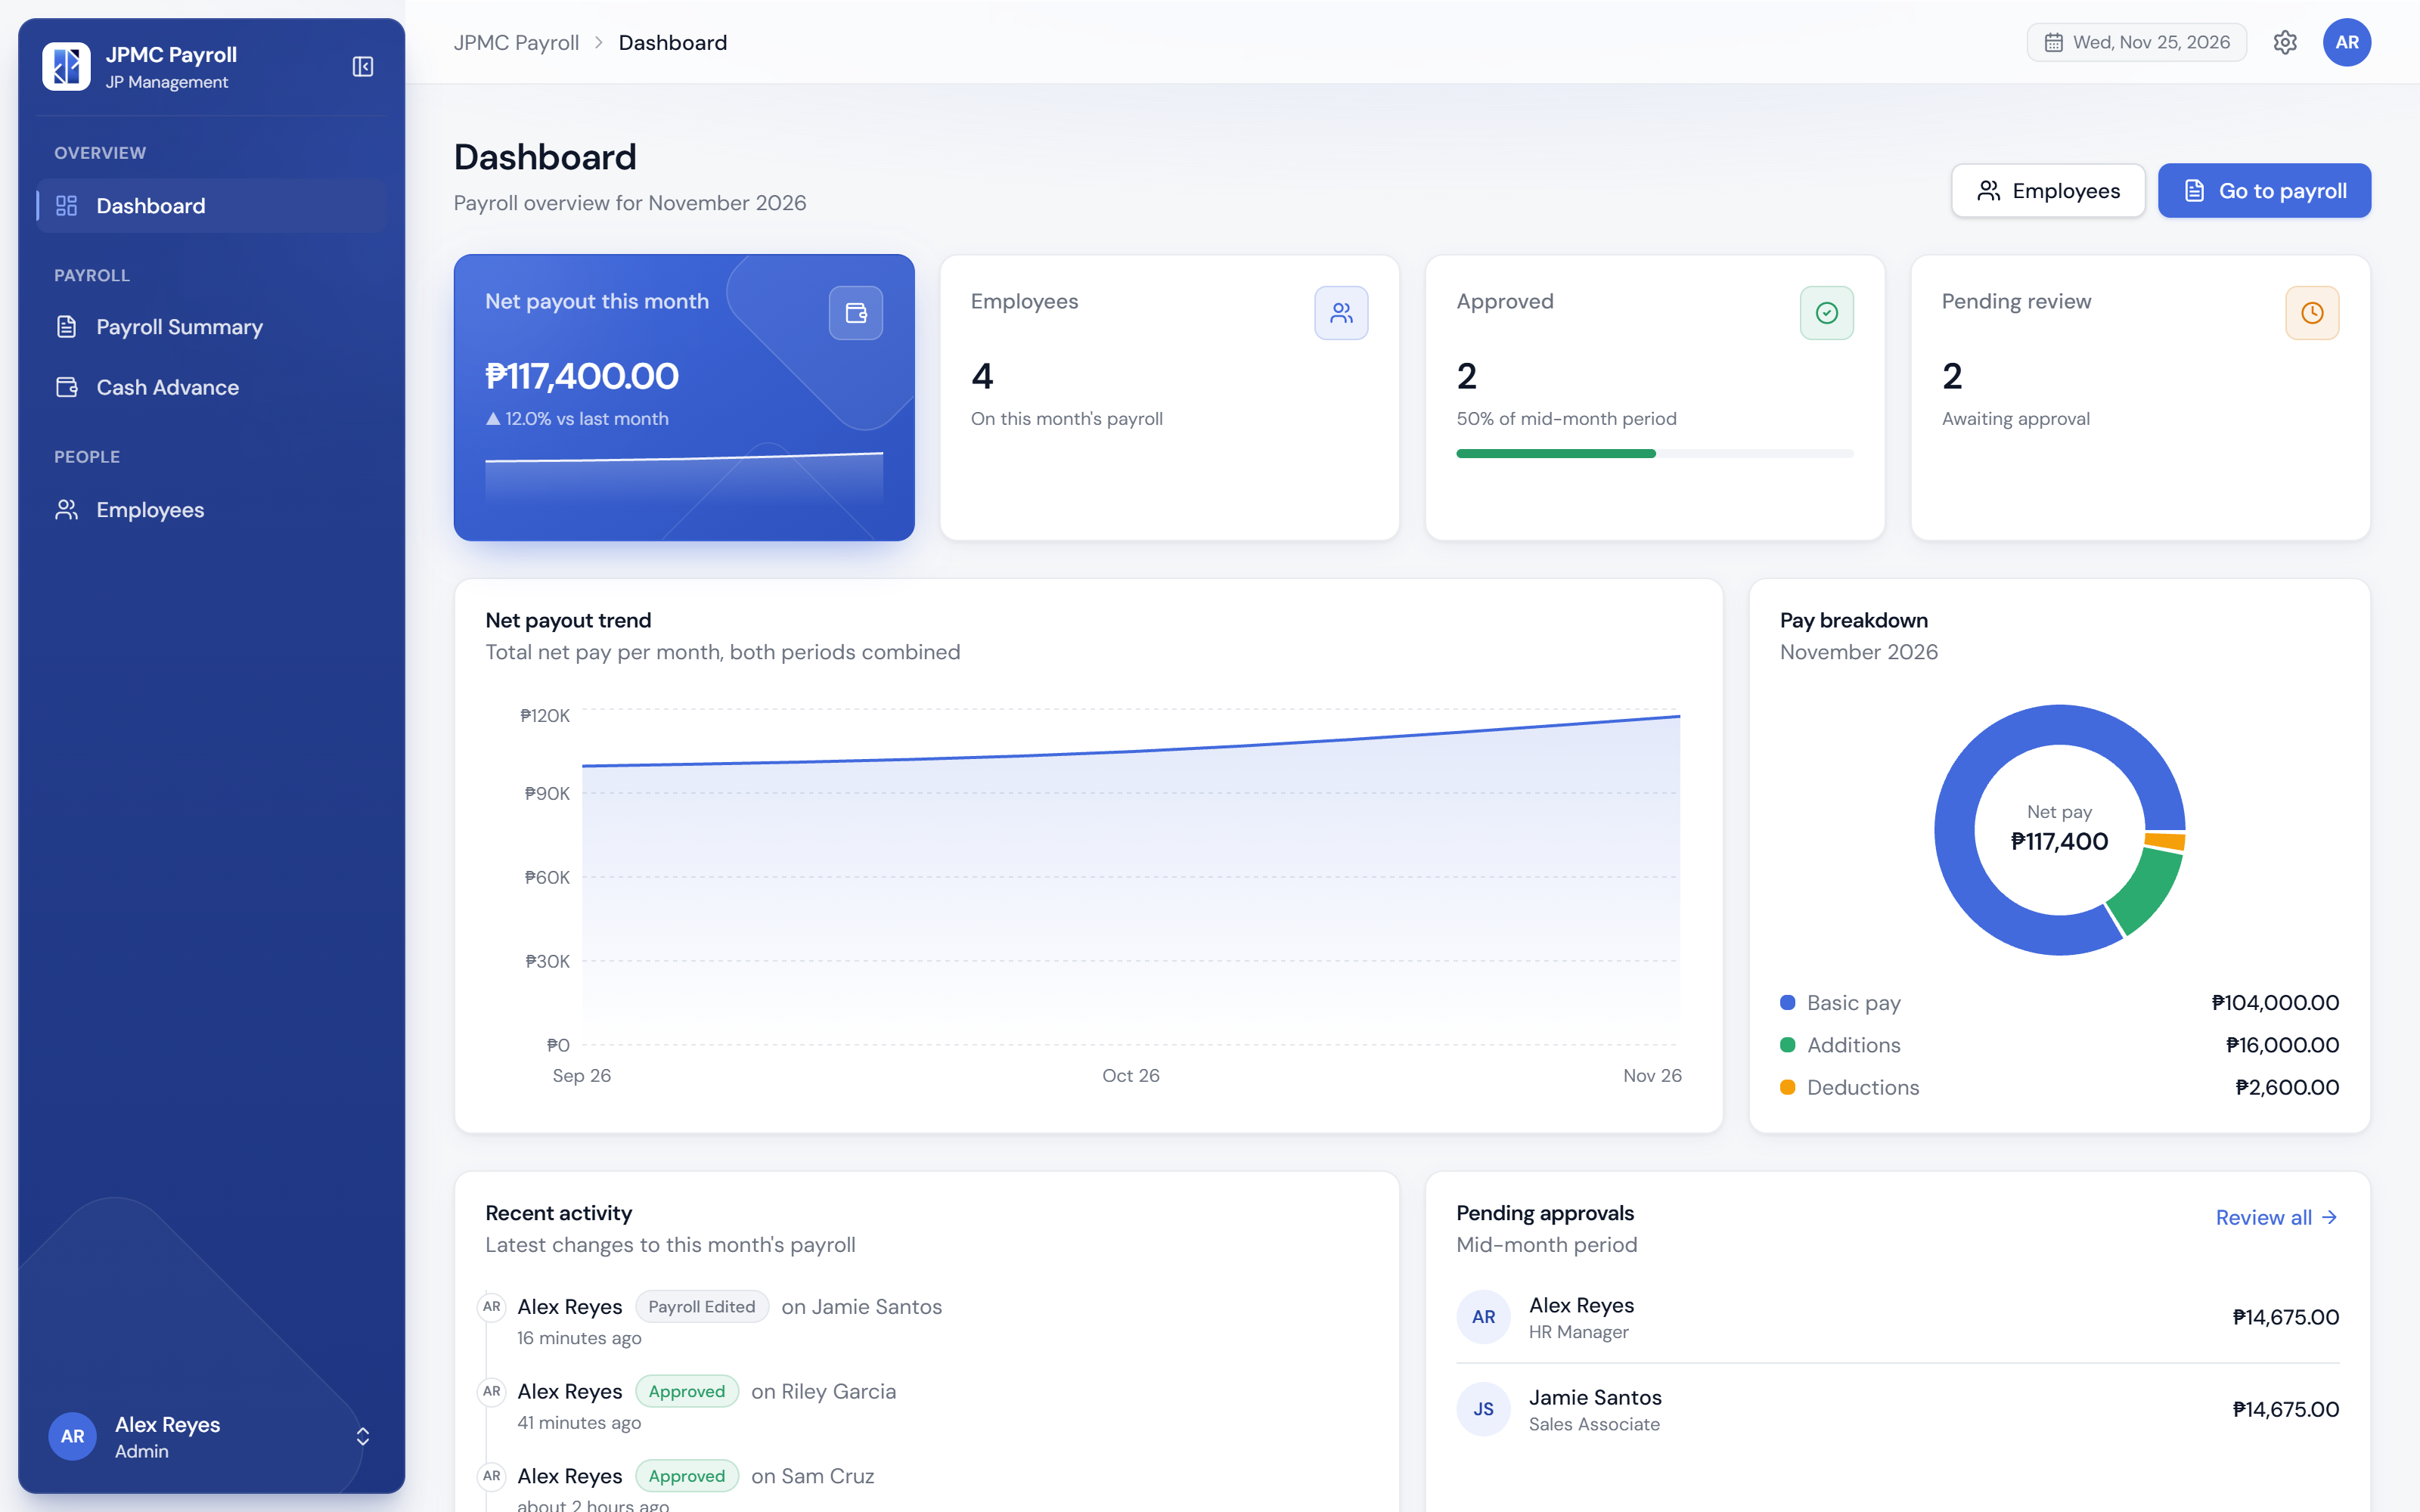 JPMC Payroll
JP Management
OVERVIEW
Dashboard
PAYROLL
Payroll Summary
Cash Advance
PEOPLE
Employees
AR
Alex Reyes
Admin
JPMC Payroll > Dashboard
Wed, Nov 25, 2026
AR
Dashboard
Payroll overview for November 2026
Employees
Go to payroll
Net payout this month
₱117,400.00
▲ 12.0% vs last month
Employees
4
On this month's payroll
Approved
2
50% of mid-month period
Pending review
2
Awaiting approval
Net payout trend
Total net pay per month, both periods combined
₱120K
₱90K
₱60K
₱30K
₱0
Sep 26
Oct 26
Nov 26
Pay breakdown
November 2026
Net pay
₱117,400
Basic pay ₱104,000.00
Additions ₱16,000.00
Deductions ₱2,600.00
Recent activity
Latest changes to this month's payroll
AR Alex Reyes Payroll Edited on Jamie Santos
16 minutes ago
AR Alex Reyes Approved on Riley Garcia
41 minutes ago
AR Alex Reyes Approved on Sam Cruz
about 2 hours ago
Pending approvals
Mid-month period
Review all →
AR
Alex Reyes
HR Manager
₱14,675.00
JS
Jamie Santos
Sales Associate
₱14,675.00